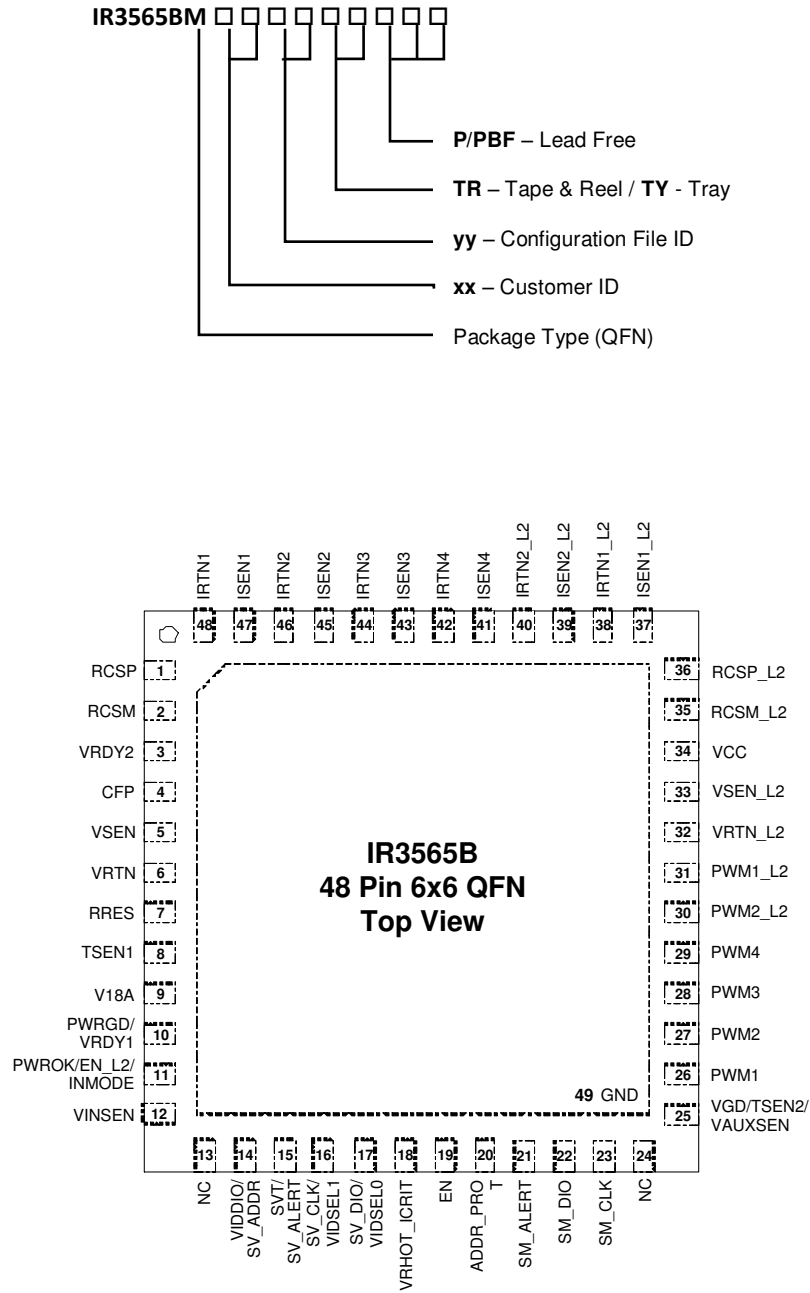 IR3565BM □ □ □ □ □ □ □ □ □
P/PBF – Lead Free
TR – Tape & Reel / TY - Tray
yy – Configuration File ID
xx – Customer ID
Package Type (QFN)
IRTN1
ISEN1
IRTN2
ISEN2
IRTN3
ISEN3
IRTN4
ISEN4
IRTN2_L2
ISEN2_L2
IRTN1_L2
ISEN1_L2
48 47 46 45 44 43 42 41 40 39 38 37
RCSP 1
RCSM 2
VRDY2 3
CFP 4
VSEN 5
VRTN 6
RRES 7
TSEN1 8
V18A 9
PWRGD/
VRDY1
10
PWROK/EN_L2/
INMODE
11
VINSEN 12
IR3565B
48 Pin 6x6 QFN
Top View
49 GND
36 RCSP_L2
35 RCSM_L2
34 VCC
33 VSEN_L2
32 VRTN_L2
31 PWM1_L2
30 PWM2_L2
29 PWM4
28 PWM3
27 PWM2
26 PWM1
25
VGD/TSEN2/
VAUXSEN
13 14 15 16 17 18 19 20 21 22 23 24
NC
VIDDIO/
SV_ADDR
SVT/
SV_ALERT
SV_CLK/
VIDSEL1
SV_DIO/
VIDSEL0
VRHOT_ICRIT
EN
ADDR_PRO
T
SM_ALERT
SM_DIO
SM_CLK
NC